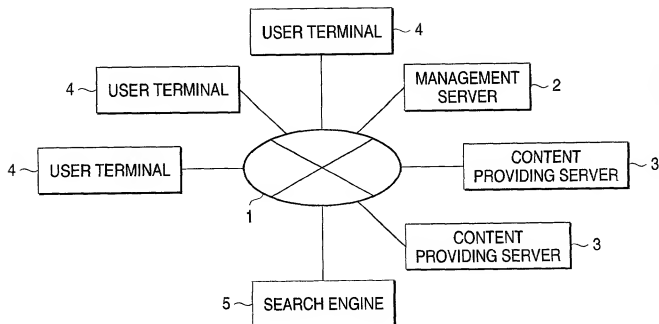 USER TERMINAL 4
4 USER TERMINAL
MANAGEMENT
SERVER 2
4 USER TERMINAL
CONTENT
PROVIDING SERVER 3
1
CONTENT
PROVIDING SERVER 3
5 SEARCH ENGINE